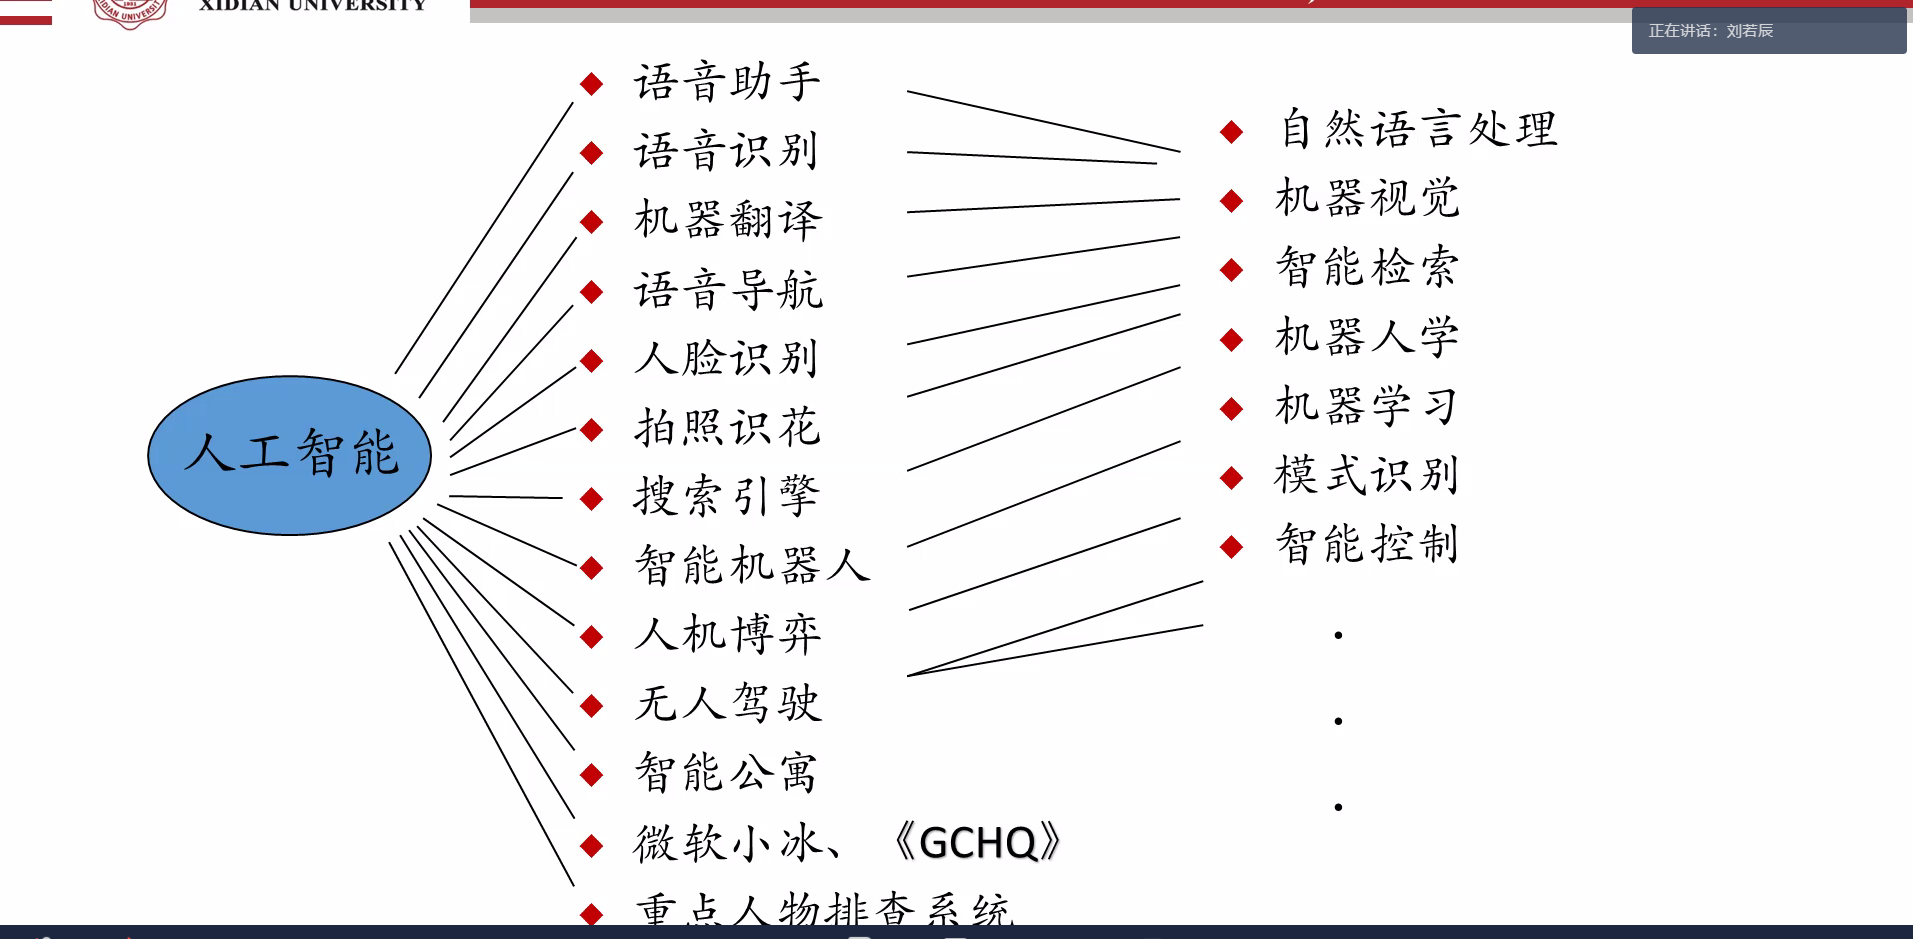 XIDIAN UNIVERSITY
正在讲话：刘若辰
人工智能
语音助手
语音识别
机器翻译
语音导航
人脸识别
拍照识花
搜索引擎
智能机器人
人机博弈
无人驾驶
智能公寓
微软小冰、《GCHQ》
重点人物排查系统
自然语言处理
机器视觉
智能检索
机器人学
机器学习
模式识别
智能控制